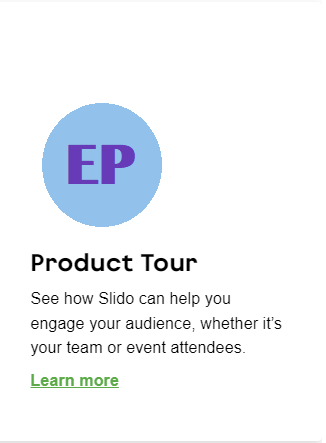 EP
Product Tour
See how Slido can help you
engage your audience, whether it’s
your team or event attendees.
Learn more